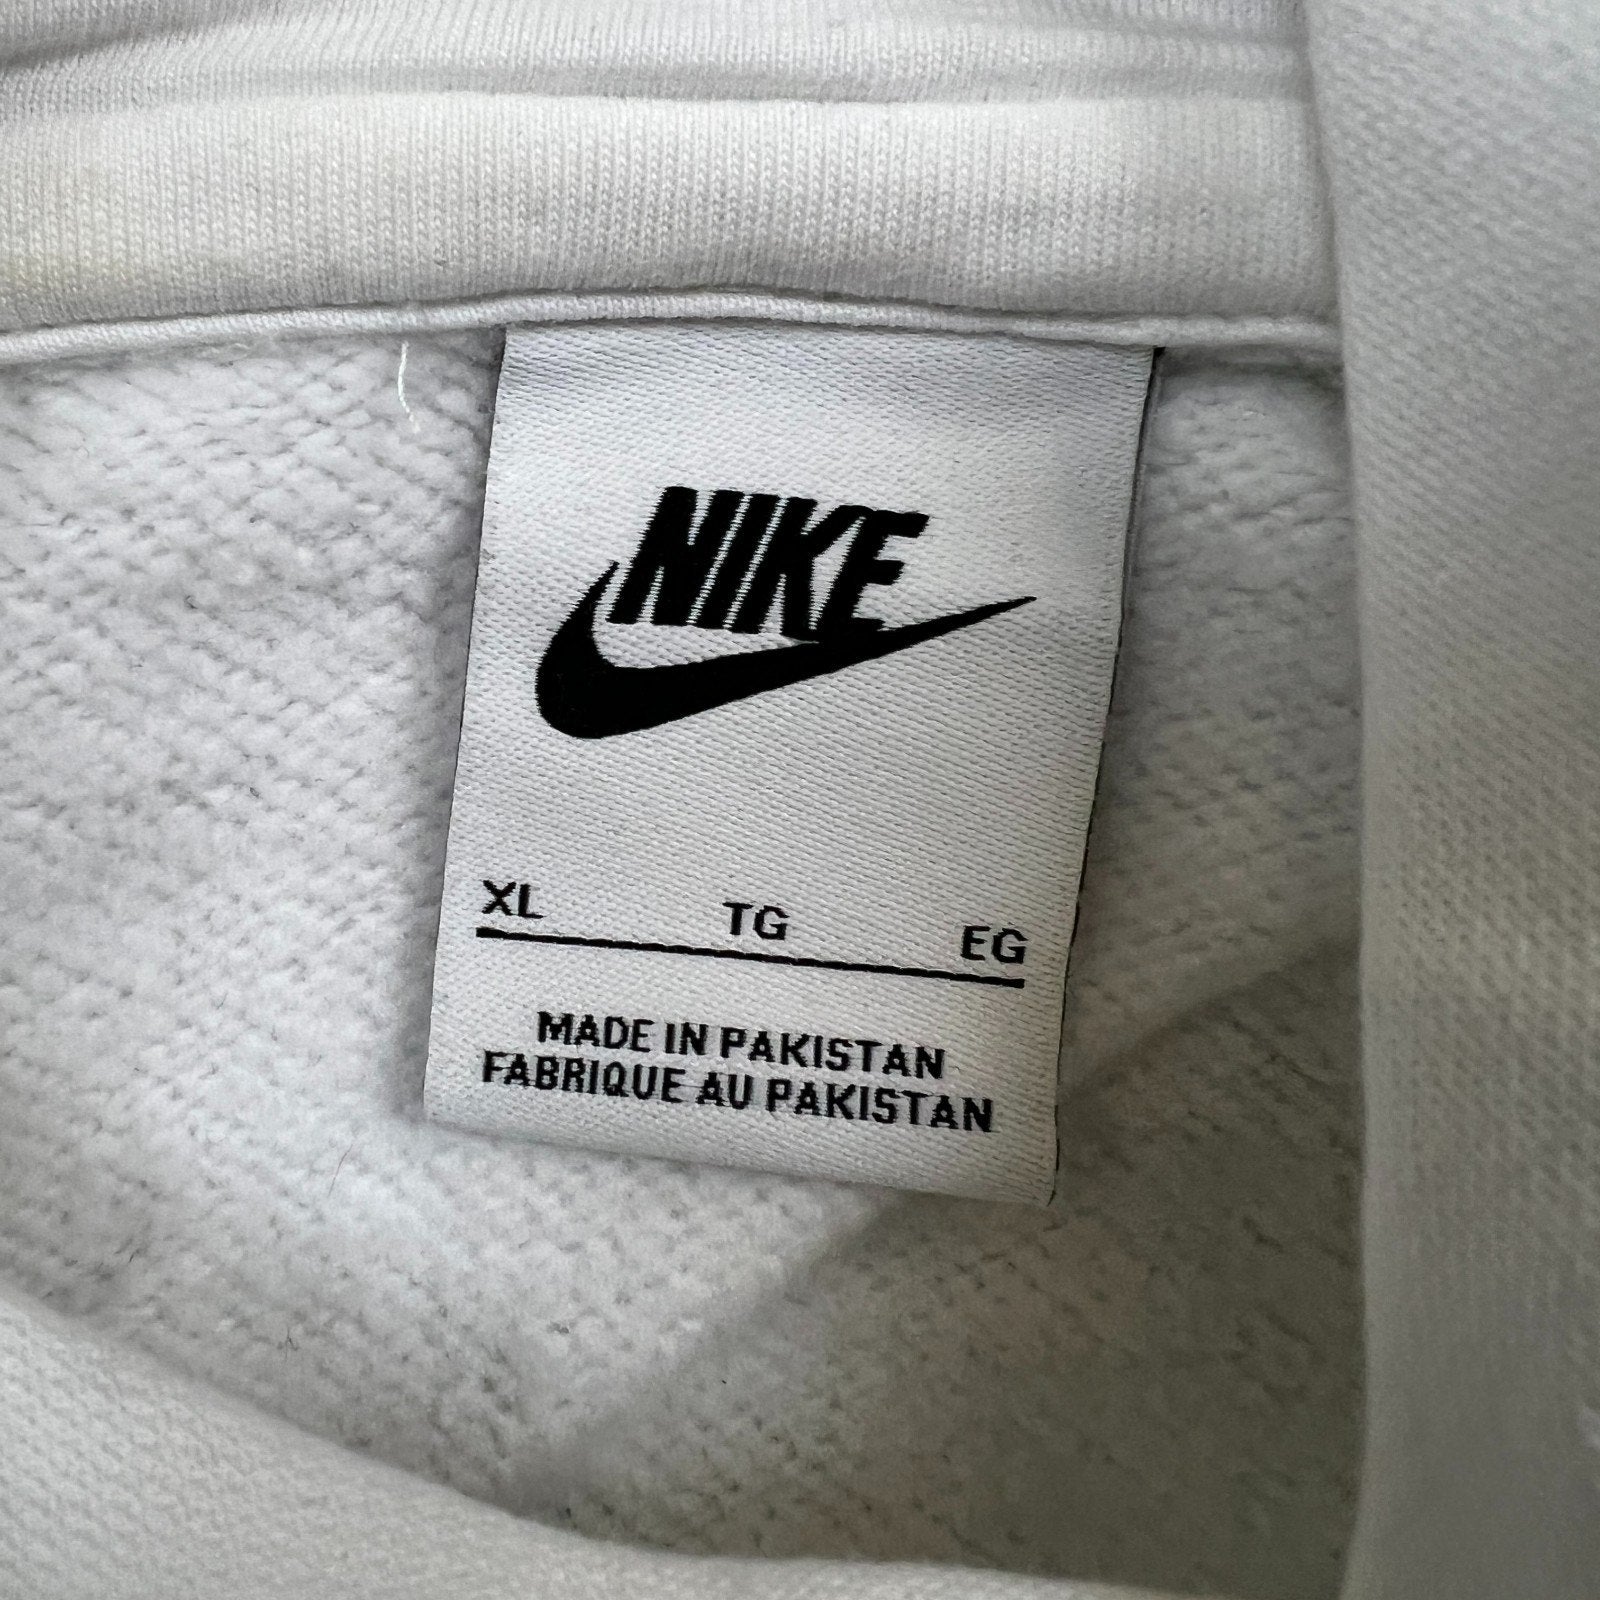 NIKE
XL TG EG
MADE IN PAKISTAN
FABRIQUE AU PAKISTAN